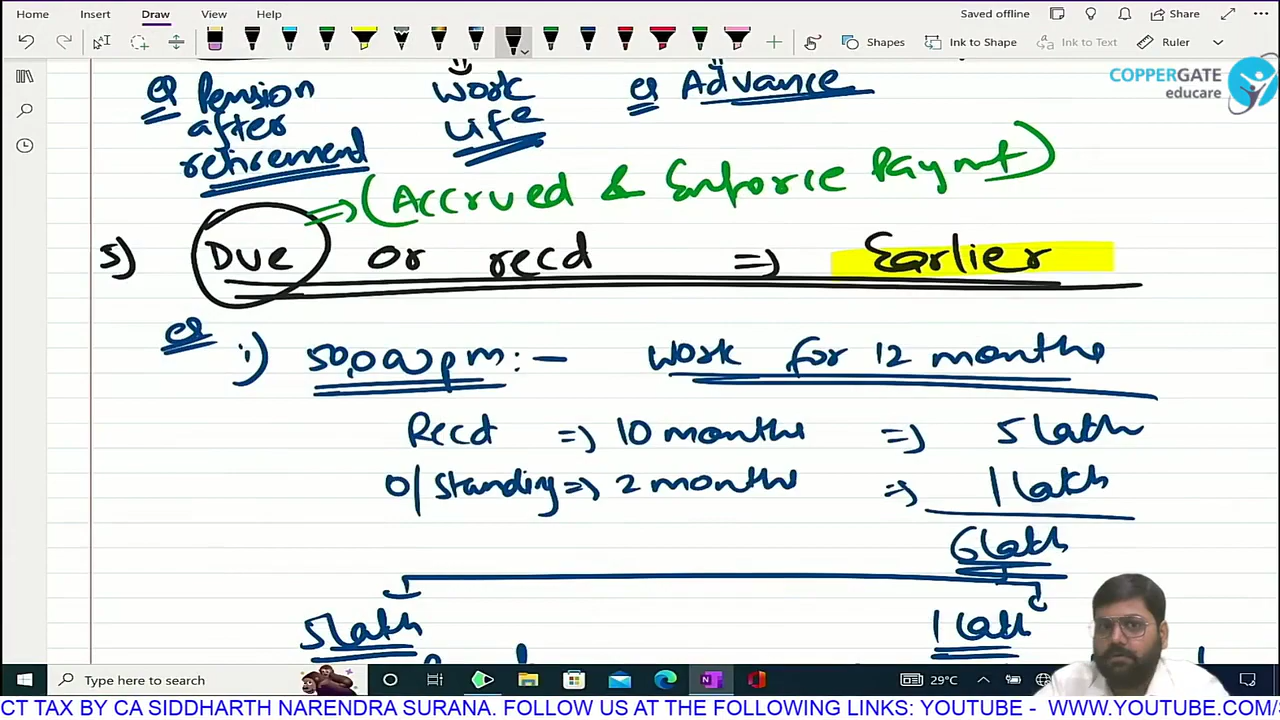 Home Insert Draw View Help Saved offline Share
Shapes Ink to Shape Ink to Text Math Ruler
COPPERGATE
educare
eg Pension work eg Advance
after Life
retirement
=> (Accrued & Enforce Paymt)
5) Due or recd => Earlier
eg i) 50,000 pm :- work for 12 months
Recd => 10 months => 5 lakh
O/standing => 2 months => 1 lakh
6 lakh
5 lakh 1 lakh
Type here to search 29°C
CT TAX BY CA SIDDHARTH NARENDRA SURANA. FOLLOW US AT THE FOLLOWING LINKS: YOUTUBE - WWW.YOUTUBE.COM/